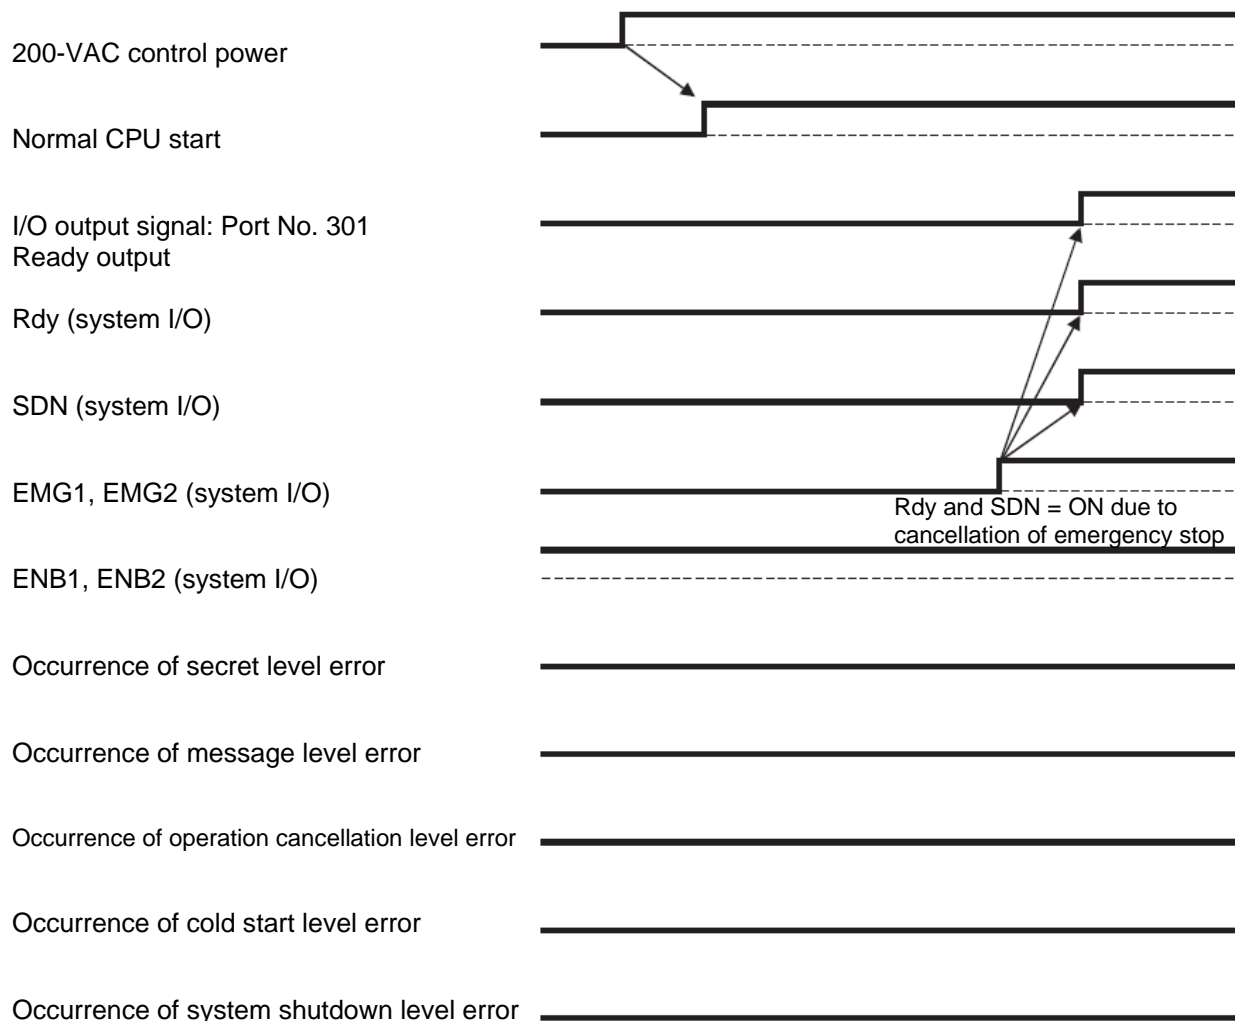 200-VAC control power
Normal CPU start
I/O output signal: Port No. 301
Ready output
Rdy (system I/O)
SDN (system I/O)
EMG1, EMG2 (system I/O)
Rdy and SDN = ON due to
cancellation of emergency stop
ENB1, ENB2 (system I/O)
Occurrence of secret level error
Occurrence of message level error
Occurrence of operation cancellation level error
Occurrence of cold start level error
Occurrence of system shutdown level error